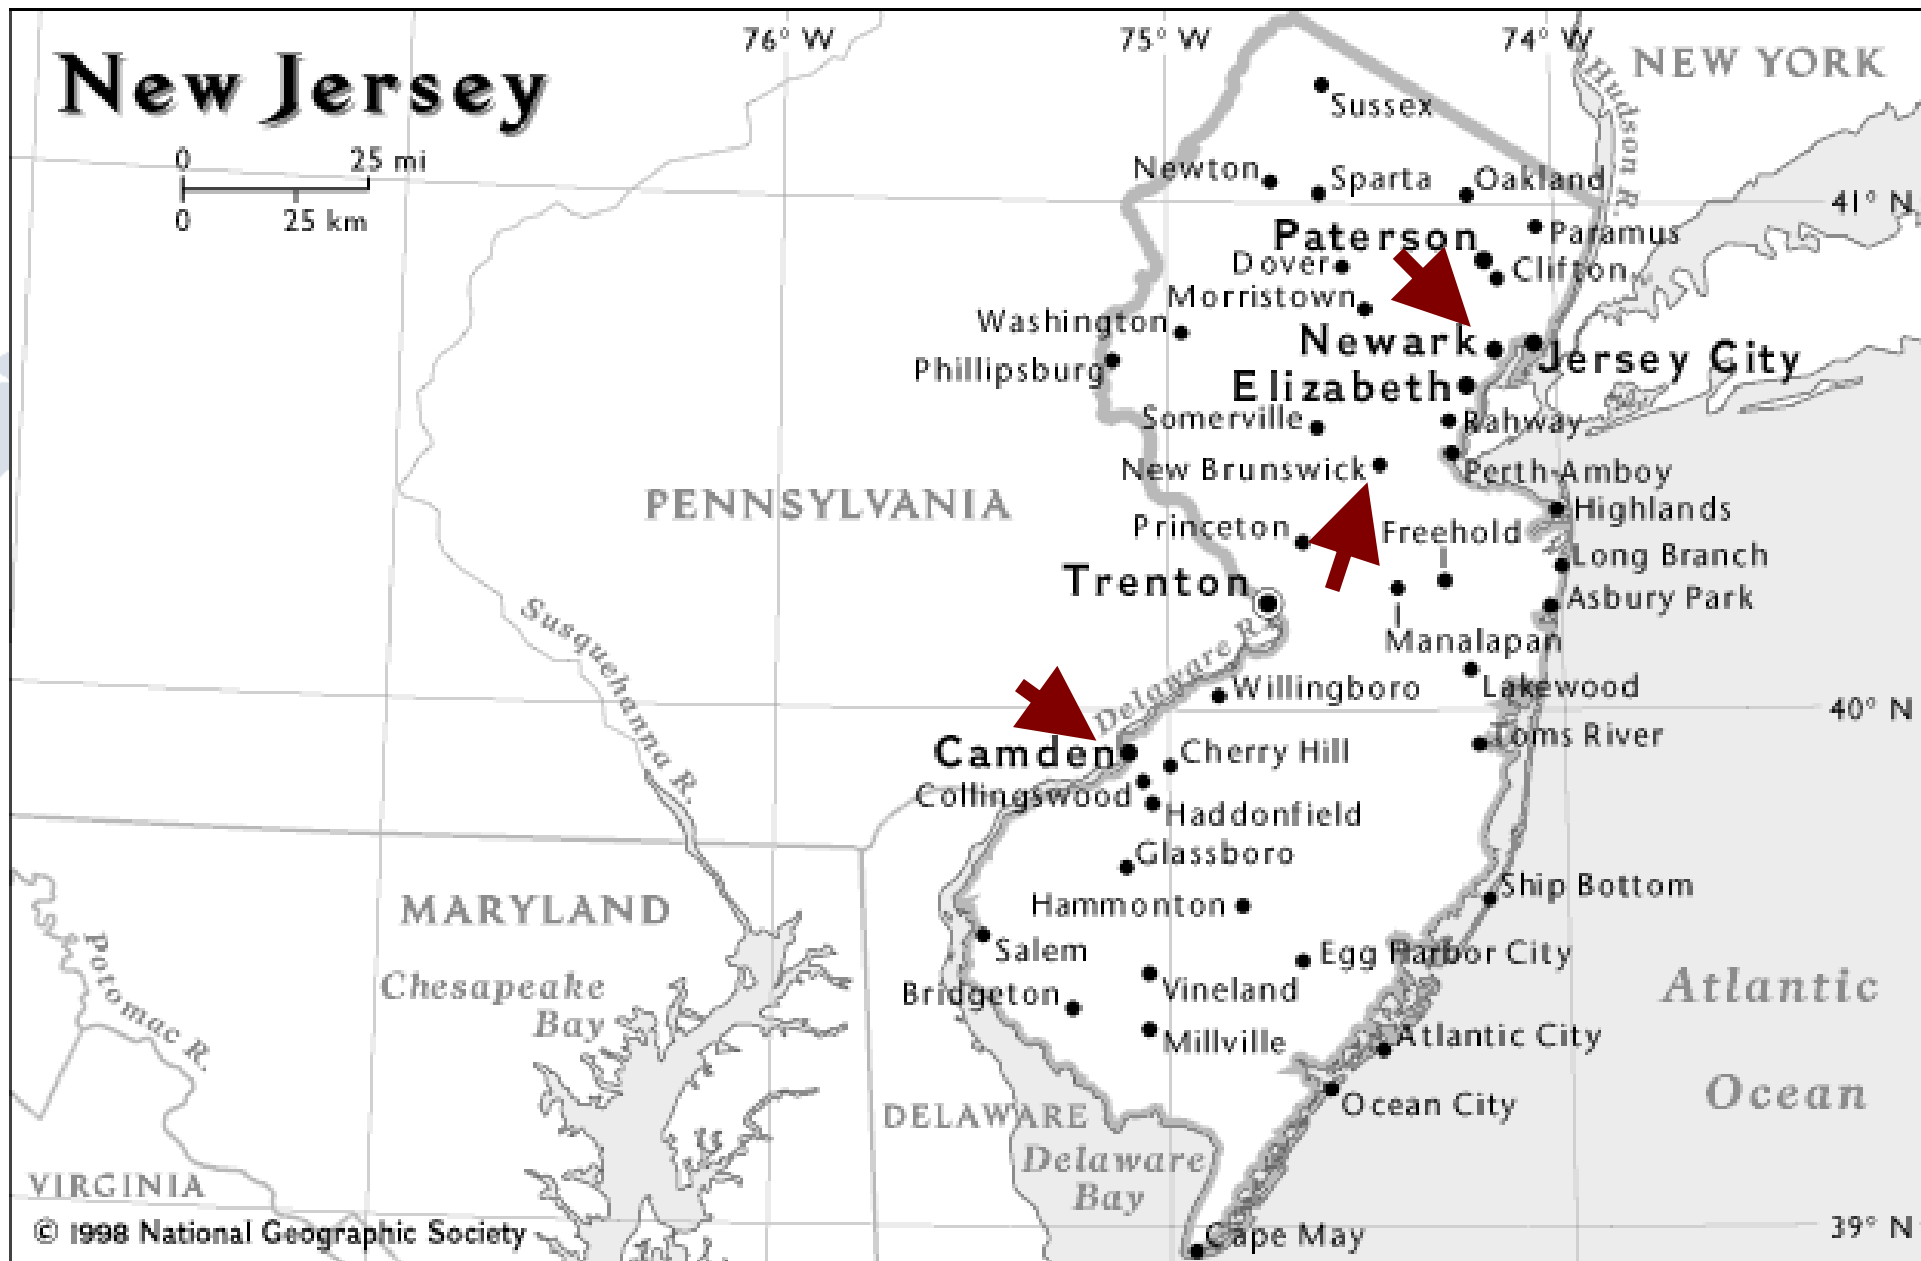 New Jersey
0 25 mi
0 25 km
76° W
75° W
74° W
NEW YORK
Hudson R.
Sussex
Newton
Sparta
Oakland
41° N
Paterson
Paramus
Dover
Clifton
Morristown
Washington
Newark
Jersey City
Phillipsburg
Elizabeth
Somerville
Rahway
New Brunswick
Perth Amboy
PENNSYLVANIA
Highlands
Princeton
Freehold
Long Branch
Trenton
Asbury Park
Susquehanna R.
Delaware R.
Manalapan
Willingboro
Lakewood
40° N
Toms River
Camden
Cherry Hill
Collingswood
Haddonfield
Glassboro
Ship Bottom
MARYLAND
Hammonton
Salem
Egg Harbor City
Potomac R.
Chesapeake
Bay
Bridgeton
Vineland
Atlantic
Ocean
Millville
Atlantic City
DELAWARE
Ocean City
Delaware
Bay
VIRGINIA
© 1998 National Geographic Society
Cape May
39° N